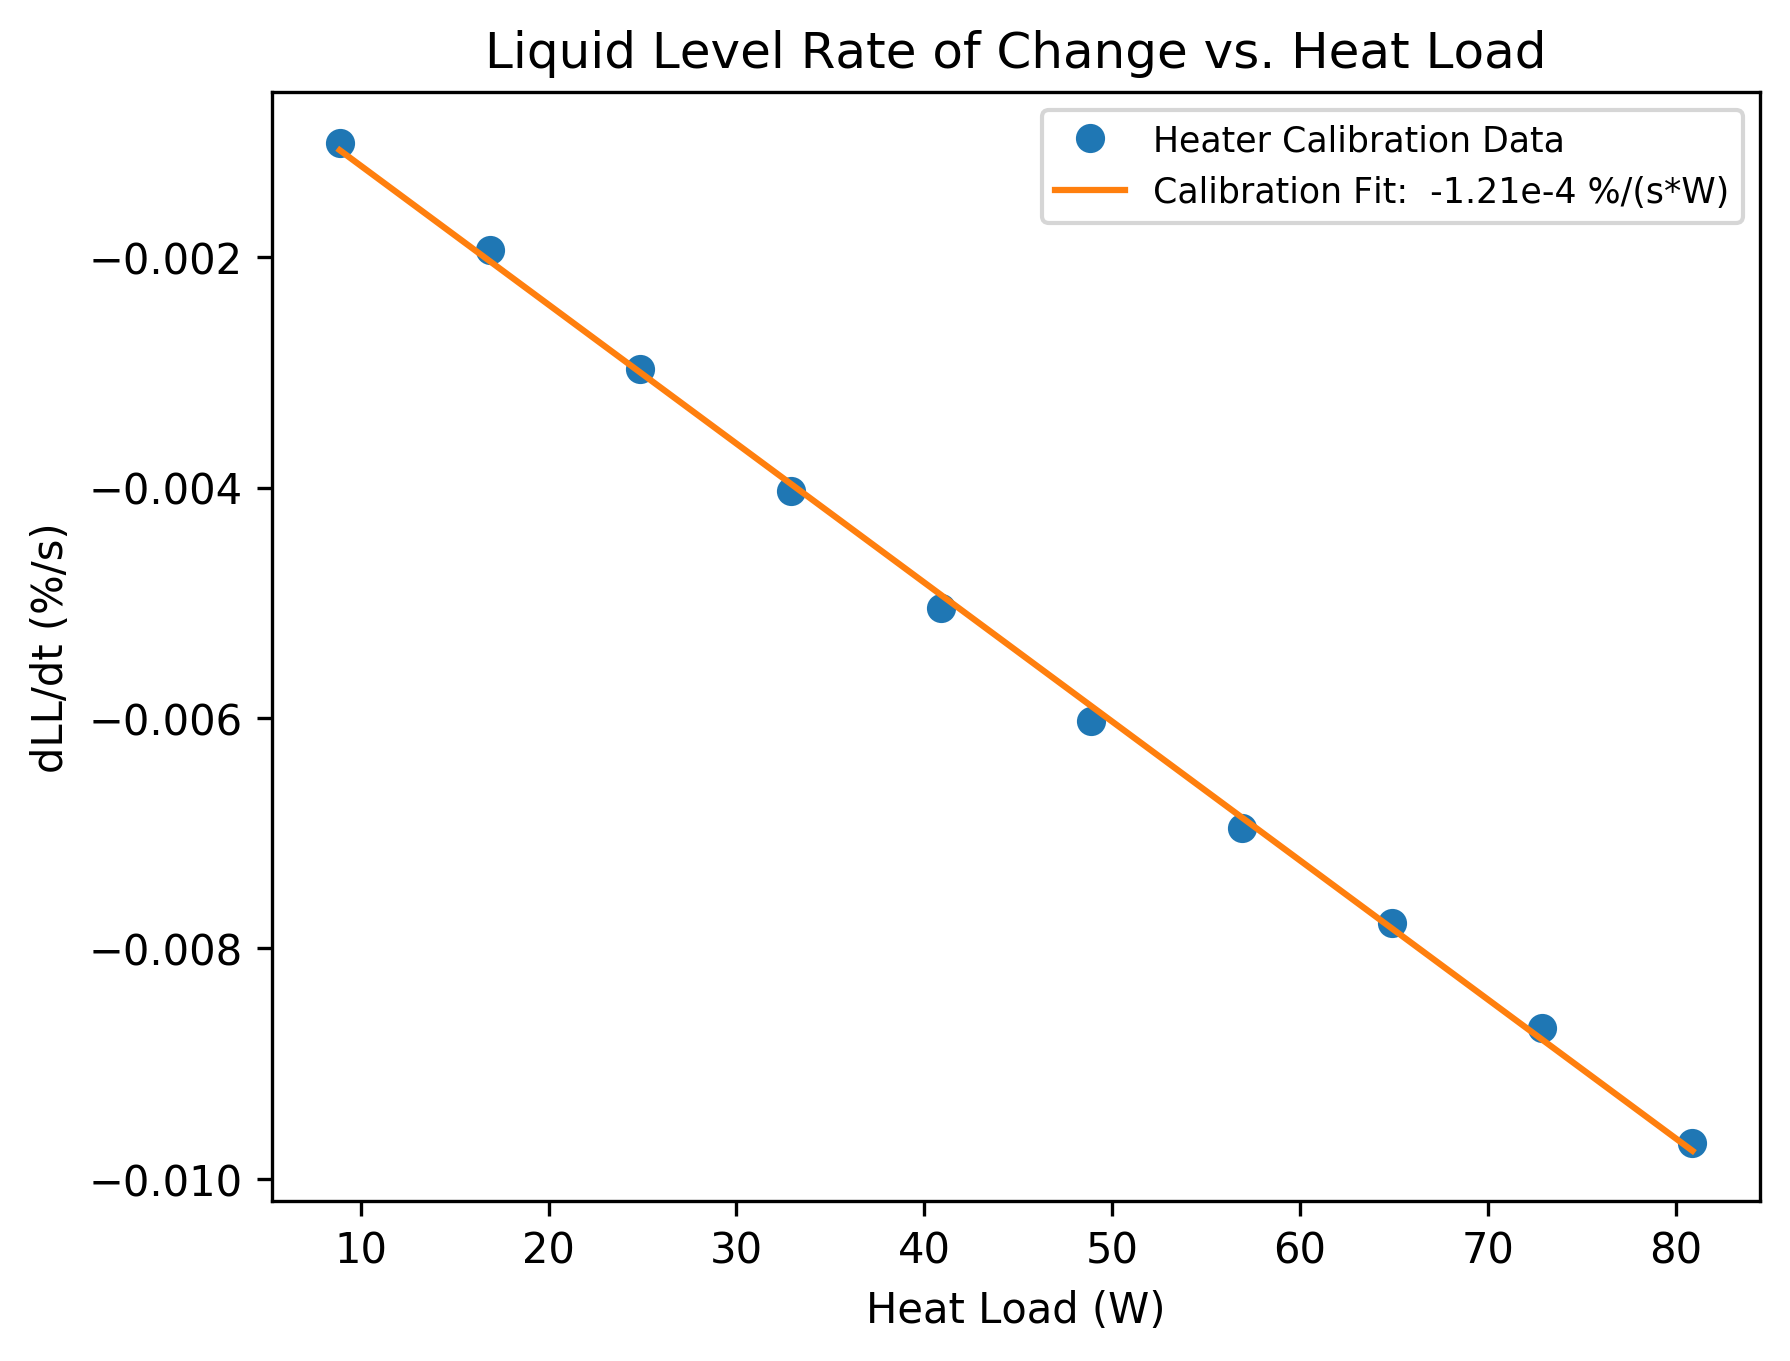 Liquid Level Rate of Change vs. Heat Load
Heater Calibration Data
Calibration Fit:  -1.21e-4 %/(s*W)
−0.002
−0.004
−0.006
−0.008
−0.010
dLL/dt (%/s)
10 20 30 40 50 60 70 80
Heat Load (W)